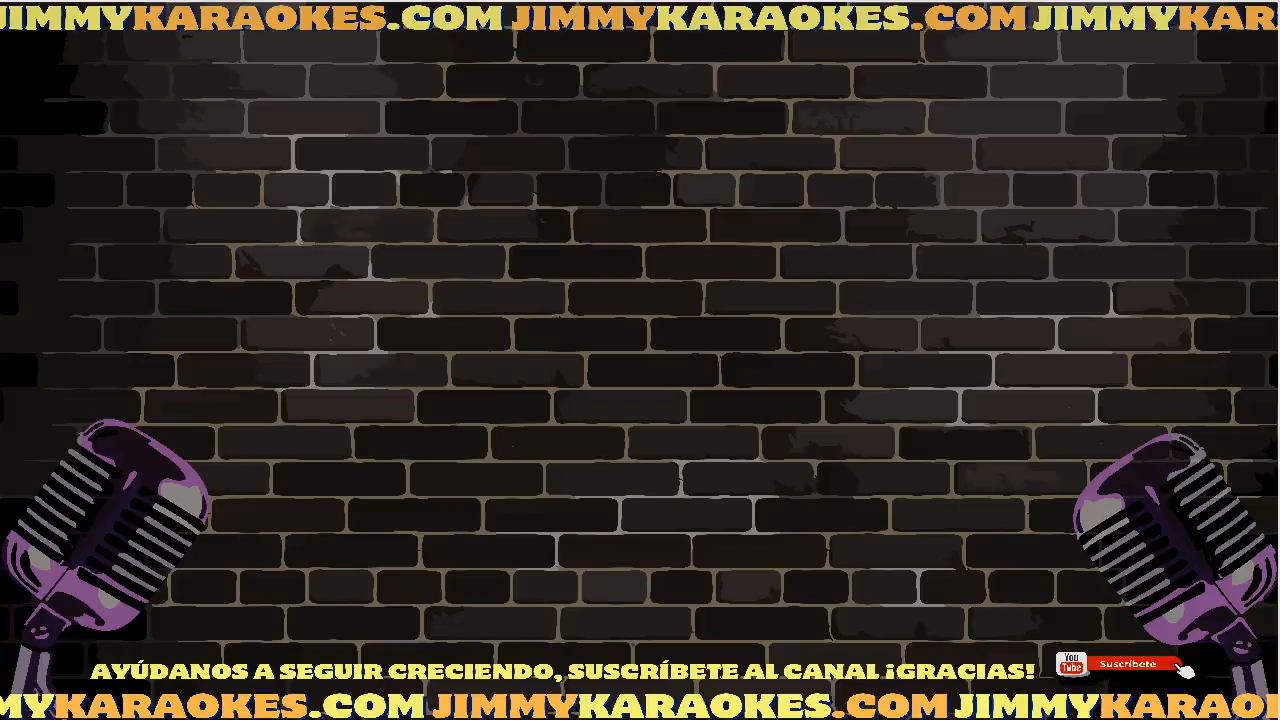 JIMMYKARAOKES.COM JIMMYKARAOKES.COM JIMMYKAR
AYÚDANOS A SEGUIR CRECIENDO, SUSCRÍBETE AL CANAL ¡GRACIAS!
You Tube Suscríbete
MYKARAOKES.COM JIMMYKARAOKES.COM JIMMYKARAO